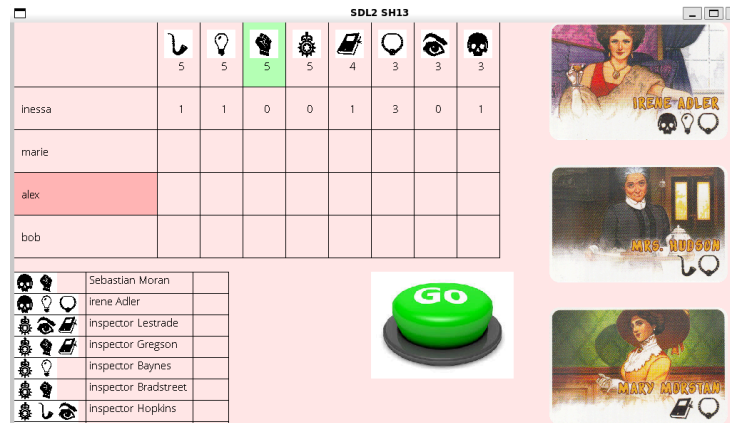 SDL2 SH13
5 5 5 5 4 3 3 3
inessa 1 1 0 0 1 3 0 1
marie
alex
bob
IRENE ADLER
MRS. HUDSON
MARY MORSTAN
Go
Sebastian Moran
irene Adler
inspector Lestrade
inspector Gregson
inspector Baynes
inspector Bradstreet
inspector Hopkins